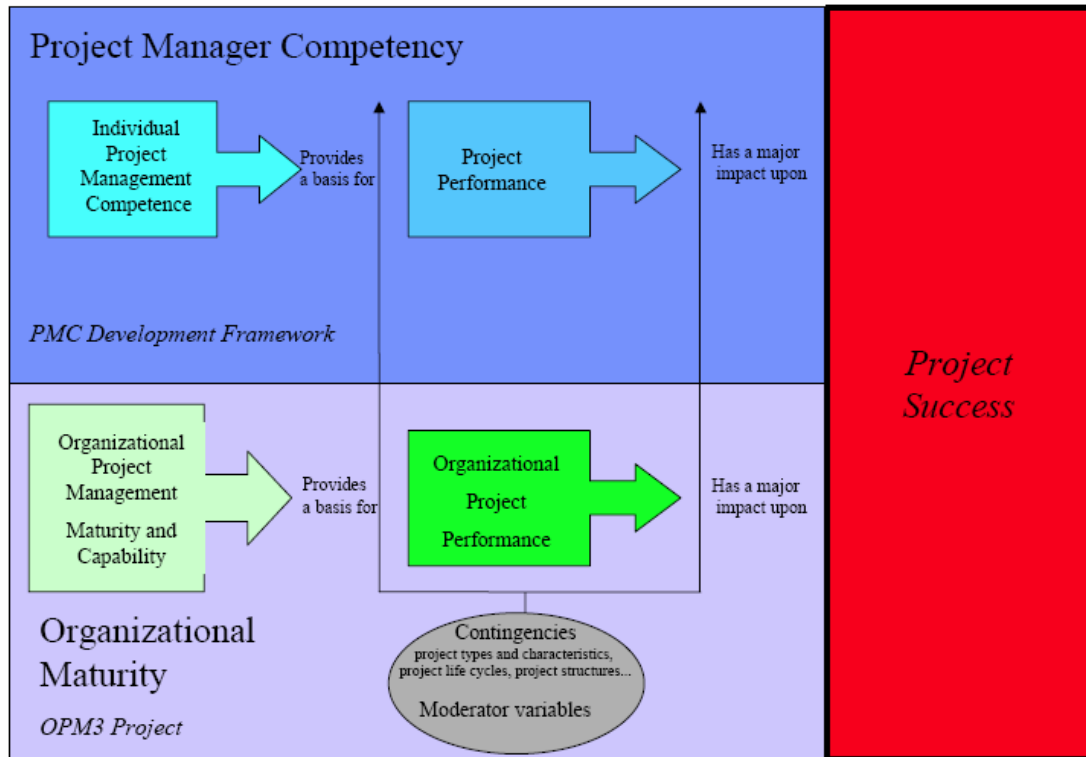 Project Manager Competency
Individual
Project
Management
Competence
Provides
a basis for
Project
Performance
Has a major
impact upon
PMC Development Framework
Project
Success
Organizational
Project
Management
Maturity and
Capability
Provides
a basis for
Organizational
Project
Performance
Has a major
impact upon
Organizational
Maturity
OPM3 Project
Contingencies
project types and characteristics,
project life cycles, project structures...
Moderator variables